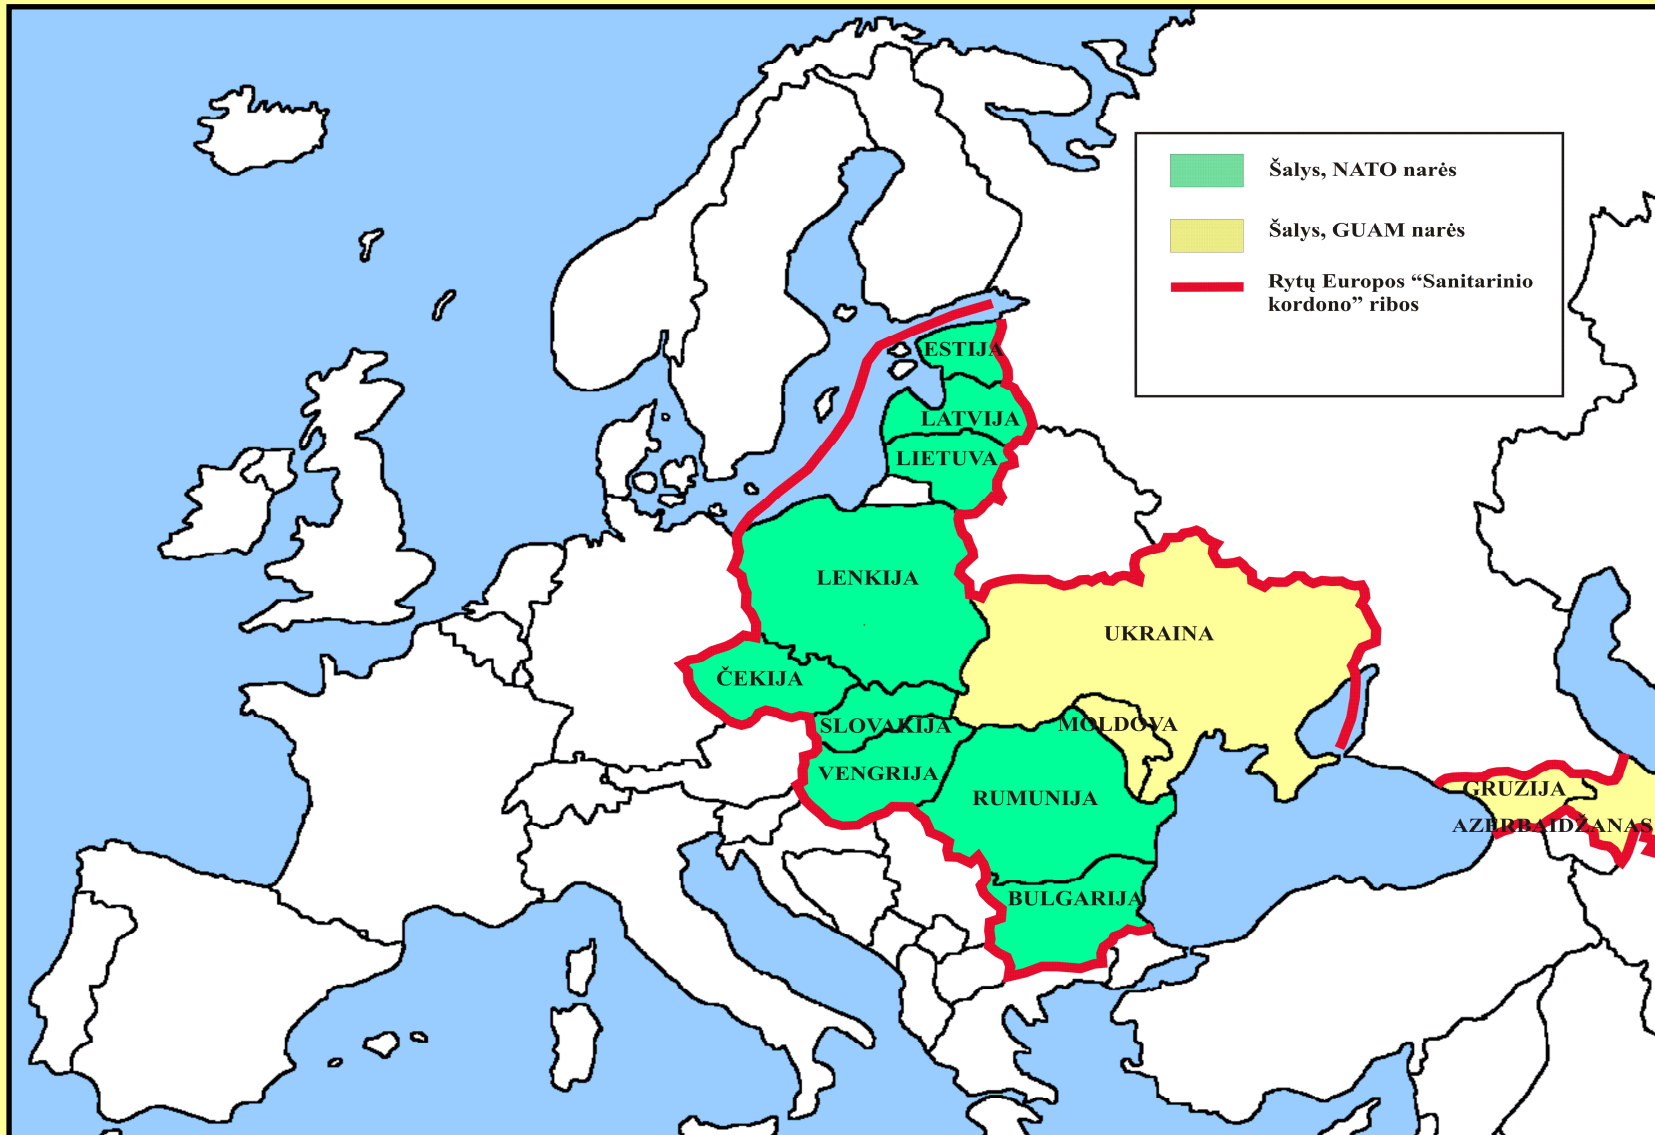 Šalys, NATO narės
Šalys, GUAM narės
Rytų Europos “Sanitarinio
kordono” ribos
ESTIJA
LATVIJA
LIETUVA
LENKIJA
UKRAINA
ČEKIJA
SLOVAKIJA
MOLDOVA
VENGRIJA
RUMUNIJA
GRUZIJA
AZERBAIDŽANAS
BULGARIJA